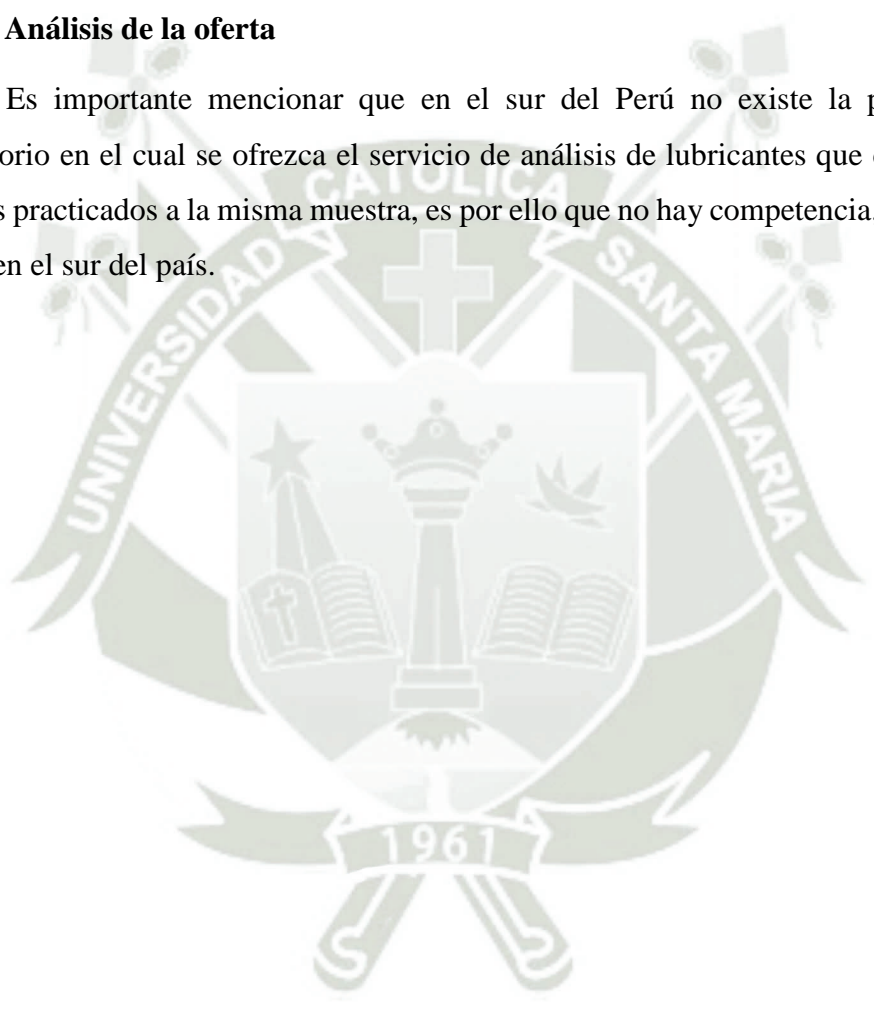 Análisis de la oferta
Es importante mencionar que en el sur del Perú no existe la
en el cual se ofrezca el servicio de análisis de lubricantes que
practicados a la misma muestra, es por ello que no hay competencia
en el sur del país.
UNIVERSIDAD CATOLICA SANTA MARIA
1961